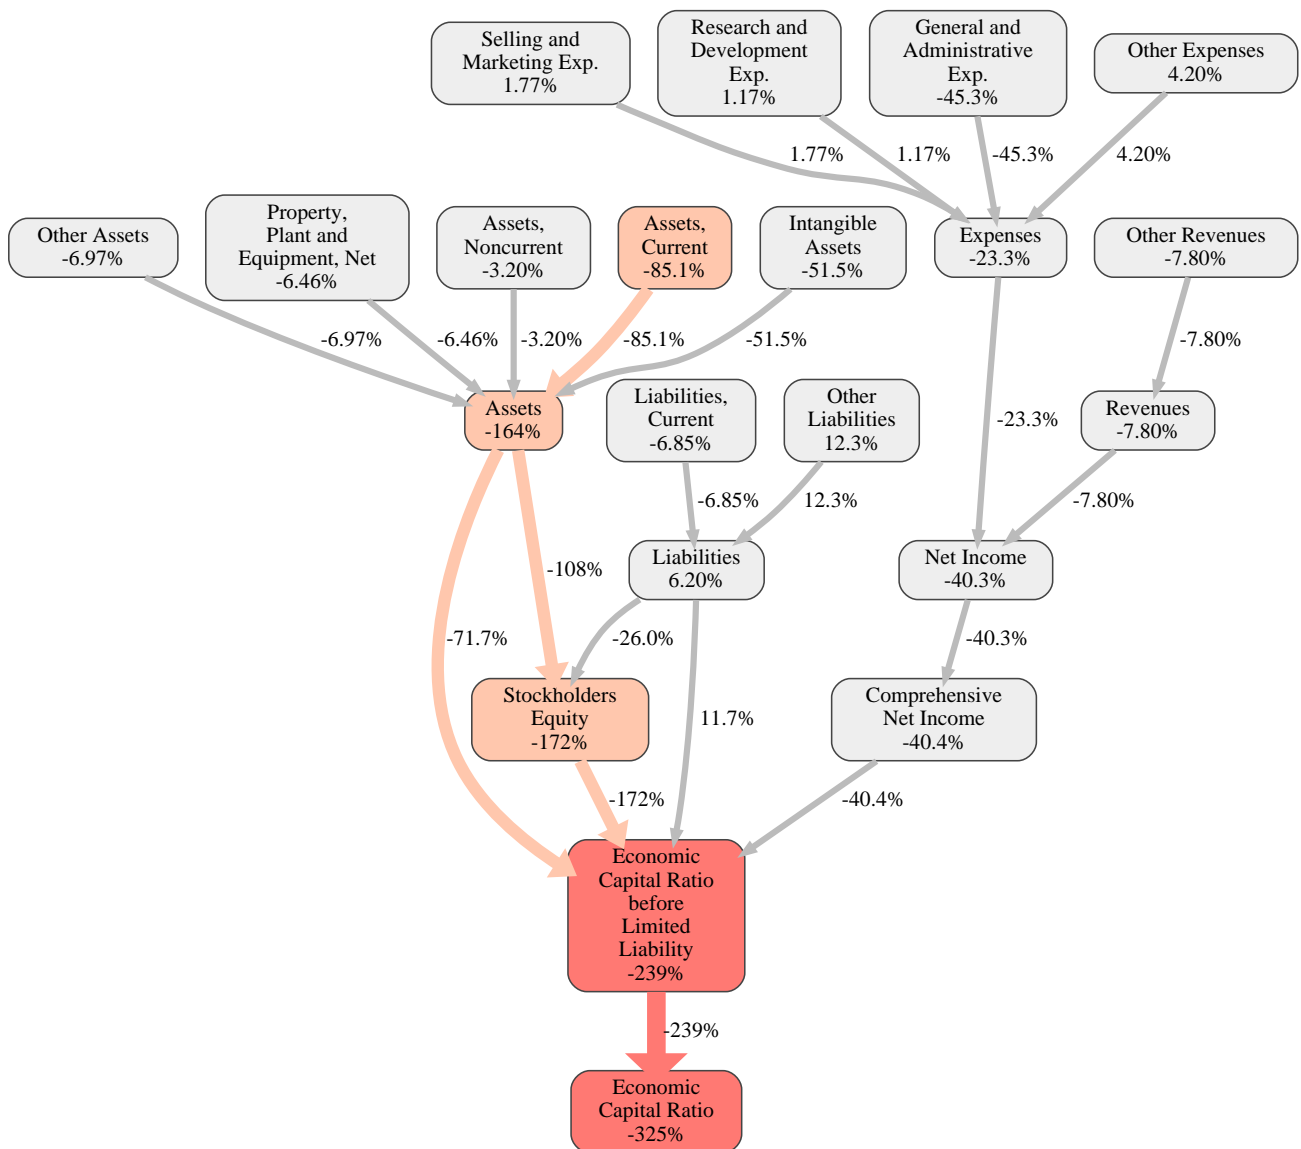 Selling and
Marketing Exp.
1.77%
Research and
Development
Exp.
1.17%
General and
Administrative
Exp.
-45.3%
Other Expenses
4.20%
1.77%
1.17%
-45.3%
4.20%
Other Assets
-6.97%
Property,
Plant and
Equipment, Net
-6.46%
Assets,
Noncurrent
-3.20%
Assets,
Current
-85.1%
Intangible
Assets
-51.5%
Expenses
-23.3%
Other Revenues
-7.80%
-6.97%
-6.46%
-3.20%
-85.1%
-51.5%
-7.80%
Assets
-164%
Liabilities,
Current
-6.85%
Other
Liabilities
12.3%
-23.3%
Revenues
-7.80%
-6.85%
12.3%
-7.80%
-108%
Liabilities
6.20%
Net Income
-40.3%
-71.7%
-26.0%
-40.3%
Stockholders
Equity
-172%
11.7%
Comprehensive
Net Income
-40.4%
-172%
-40.4%
Economic
Capital Ratio
before
Limited
Liability
-239%
-239%
Economic
Capital Ratio
-325%